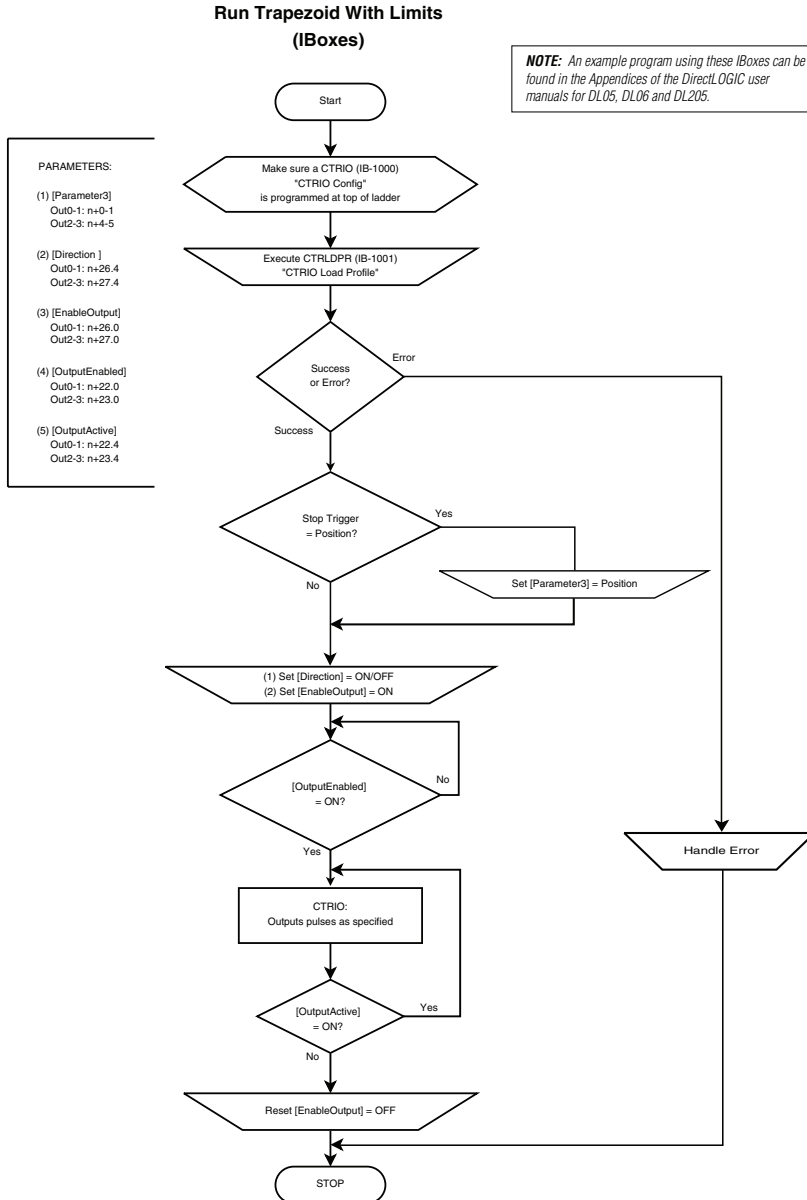 Run Trapezoid With Limits
(IBoxes)
NOTE: An example program using these IBoxes can be
found in the Appendices of the DirectLOGIC user
manuals for DL05, DL06 and DL205.
Start
PARAMETERS:
(1) [Parameter3]
Out0-1: n+0-1
Out2-3: n+4-5
(2) [Direction ]
Out0-1: n+26.4
Out2-3: n+27.4
(3) [EnableOutput]
Out0-1: n+26.0
Out2-3: n+27.0
(4) [OutputEnabled]
Out0-1: n+22.0
Out2-3: n+23.0
(5) [OutputActive]
Out0-1: n+22.4
Out2-3: n+23.4
Make sure a CTRIO (IB-1000)
"CTRIO Config"
is programmed at top of ladder
Execute CTRLDPR (IB-1001)
"CTRIO Load Profile"
Success
or Error?
Error
Success
Stop Trigger
= Position?
Yes
No
Set [Parameter3] = Position
(1) Set [Direction] = ON/OFF
(2) Set [EnableOutput] = ON
[OutputEnabled]
= ON?
No
Yes
Handle Error
CTRIO:
Outputs pulses as specified
[OutputActive]
= ON?
Yes
No
Reset [EnableOutput] = OFF
STOP